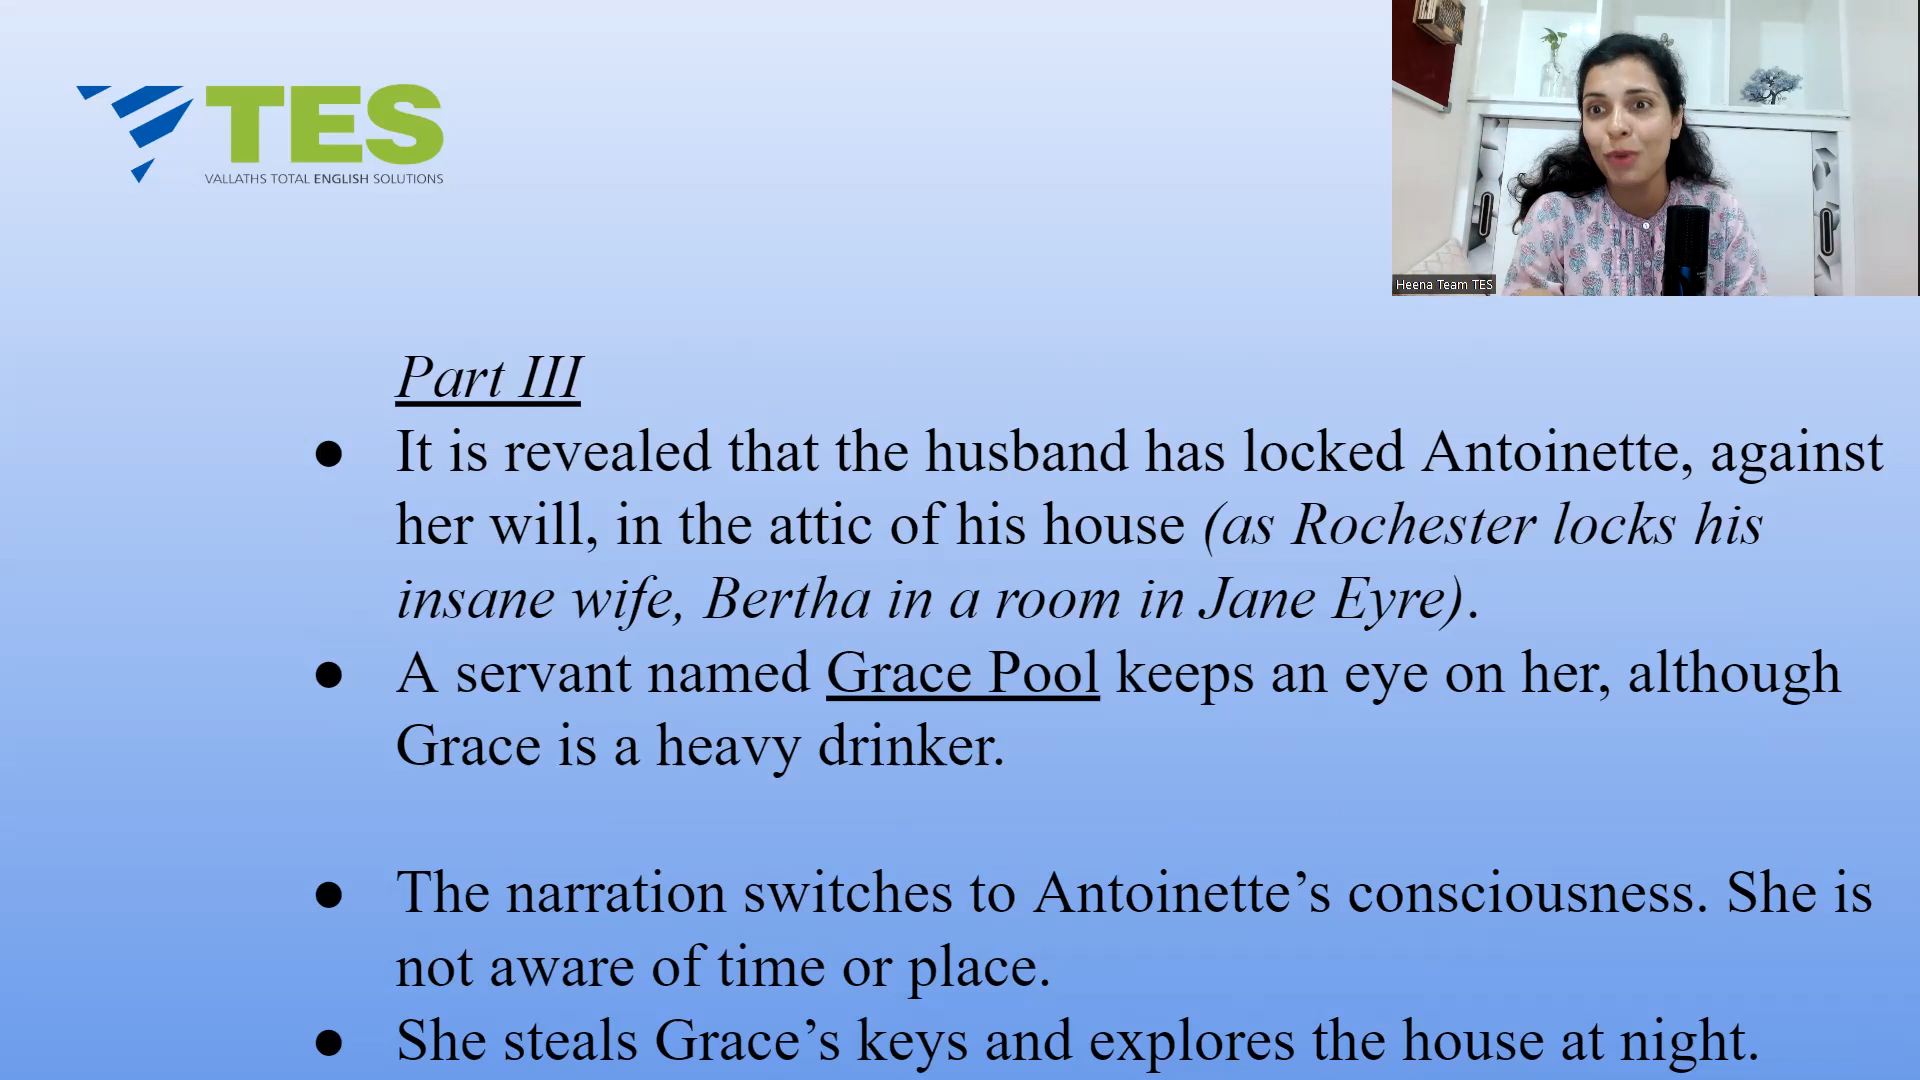 TES
VALLATHS TOTAL ENGLISH SOLUTIONS
Heena Team TES
Part III
● It is revealed that the husband has locked Antoinette, against
her will, in the attic of his house (as Rochester locks his
insane wife, Bertha in a room in Jane Eyre).
● A servant named Grace Pool keeps an eye on her, although
Grace is a heavy drinker.
● The narration switches to Antoinette’s consciousness. She is
not aware of time or place.
● She steals Grace’s keys and explores the house at night.